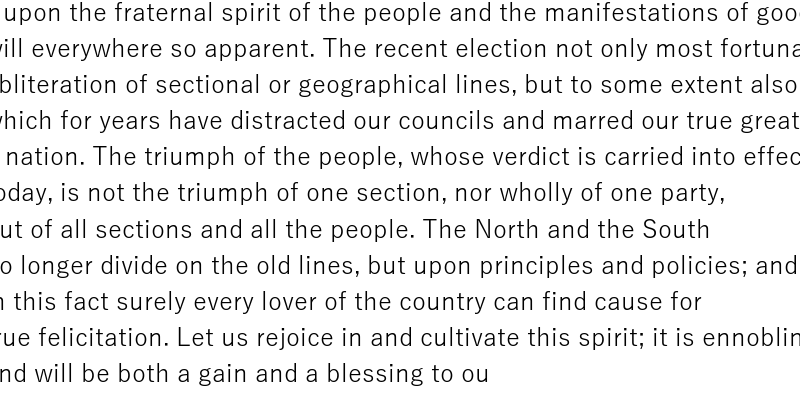 upon the fraternal spirit of the people and the manifestations of goo
will everywhere so apparent. The recent election not only most fortuna
bliteration of sectional or geographical lines, but to some extent also
which for years have distracted our councils and marred our true great
nation. The triumph of the people, whose verdict is carried into effec
oday, is not the triumph of one section, nor wholly of one party,
ut of all sections and all the people. The North and the South
o longer divide on the old lines, but upon principles and policies; and
n this fact surely every lover of the country can find cause for
rue felicitation. Let us rejoice in and cultivate this spirit; it is ennoblin
nd will be both a gain and a blessing to ou